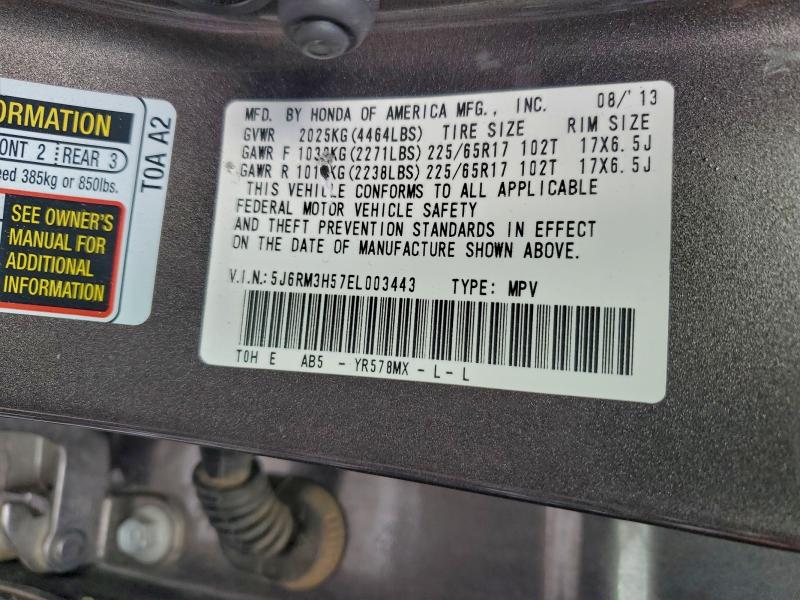 ORMATION
ONT 2 REAR 3
eed 385kg or 850lbs.
SEE OWNER'S
MANUAL FOR
ADDITIONAL
INFORMATION
T0A A2
MFD. BY HONDA OF AMERICA MFG., INC. 08/'13
GVWR 2025KG(4464LBS) TIRE SIZE RIM SIZE
GAWR F 1030KG(2271LBS) 225/65R17 102T 17X6.5J
GAWR R 1015KG(2238LBS) 225/65R17 102T 17X6.5J
THIS VEHICLE CONFORMS TO ALL APPLICABLE
FEDERAL MOTOR VEHICLE SAFETY
AND THEFT PREVENTION STANDARDS IN EFFECT
ON THE DATE OF MANUFACTURE SHOWN ABOVE.
V.I.N.:5J6RM3H57EL003443 TYPE: MPV
T0H E AB5 - YR578MX - L - L